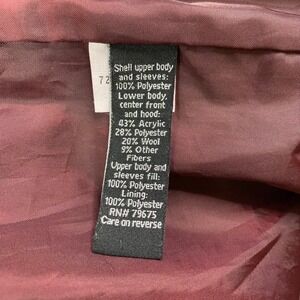 72
Shell upper body
and sleeves:
100% Polyester
Lower body,
center front
and hood:
43% Acrylic
28% Polyester
20% Wool
9% Other
Fibers
Upper body and
sleeves fill:
100% Polyester
Lining:
100% Polyester
RN# 79675
Care on reverse